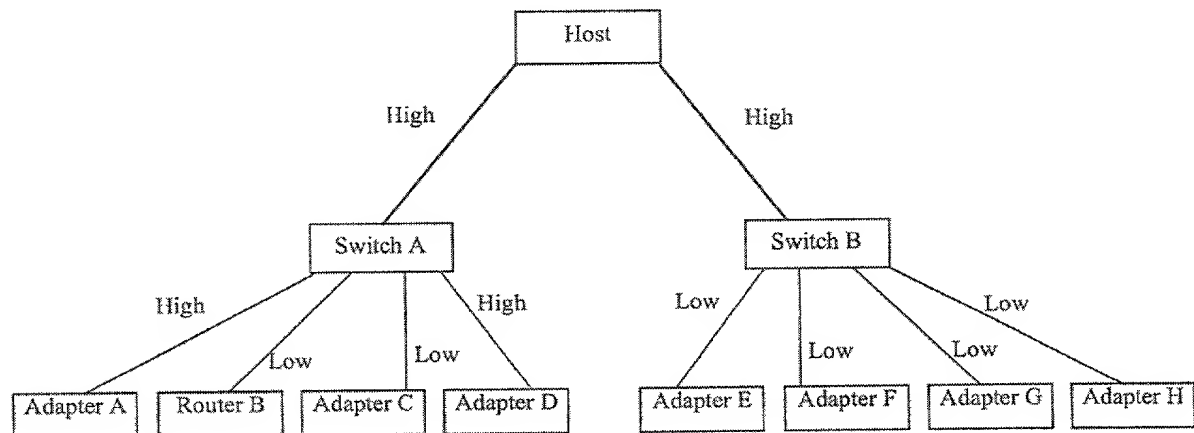 Host
High
High
Switch A
Switch B
High
High
Low
Low
Low
Low
Low
Low
Adapter A
Router B
Adapter C
Adapter D
Adapter E
Adapter F
Adapter G
Adapter H